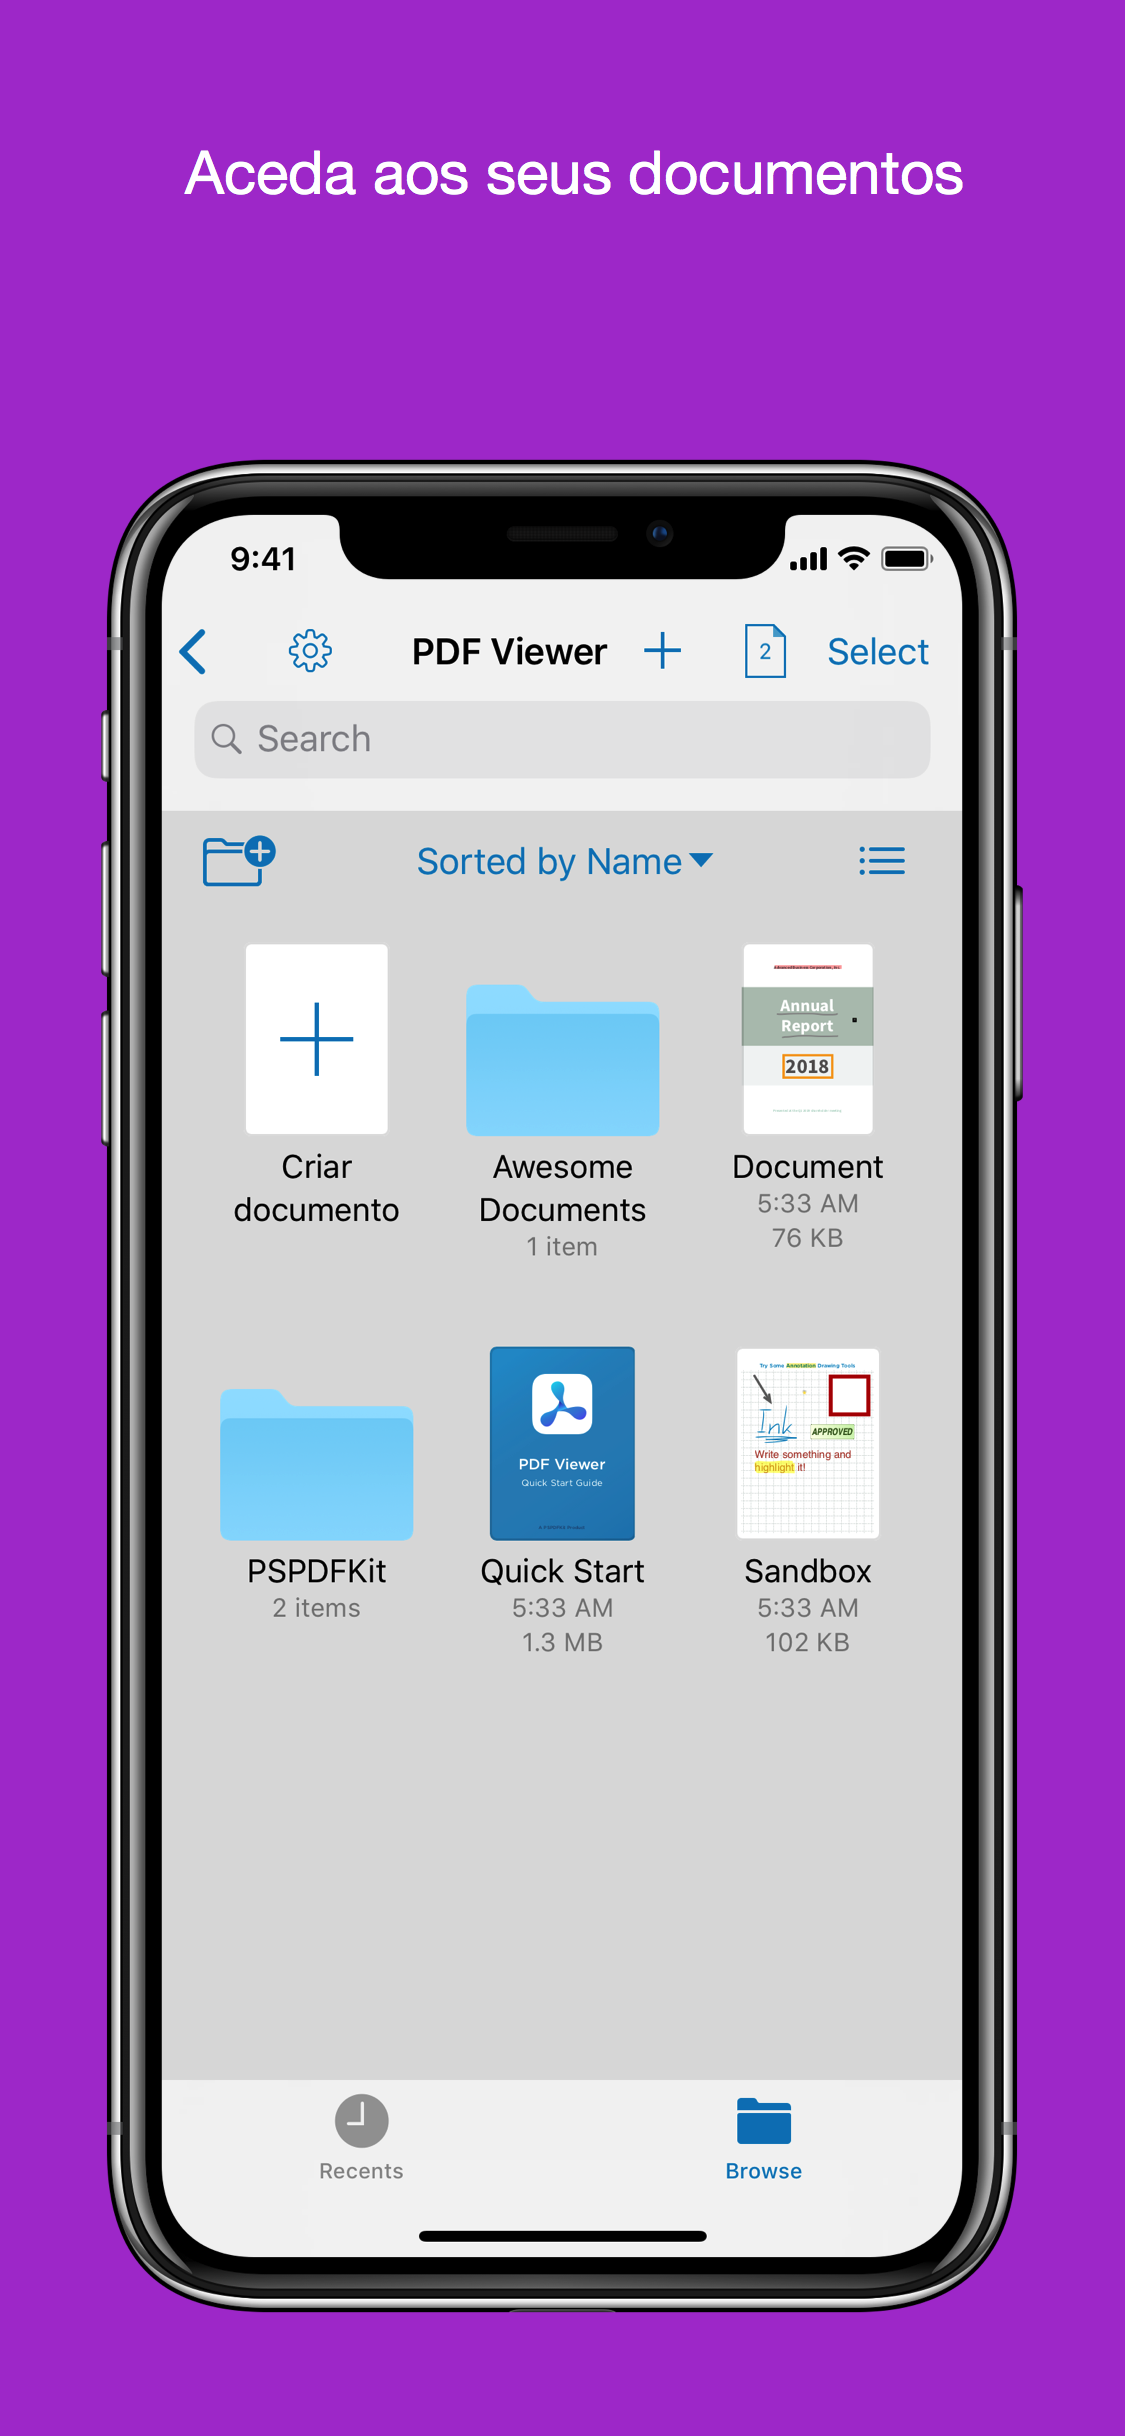 Aceda aos seus documentos
9:41
PDF Viewer
2
Select
Search
Sorted by Name
Annual
Report
2018
Criar
documento
Awesome
Documents
1 item
Document
5:33 AM
76 KB
PDF Viewer
Quick Start Guide
Try Some Annotation Drawing Tools
Ink
APPROVED
Write something and
highlight it!
PSPDFKit
2 items
Quick Start
5:33 AM
1.3 MB
Sandbox
5:33 AM
102 KB
Recents
Browse